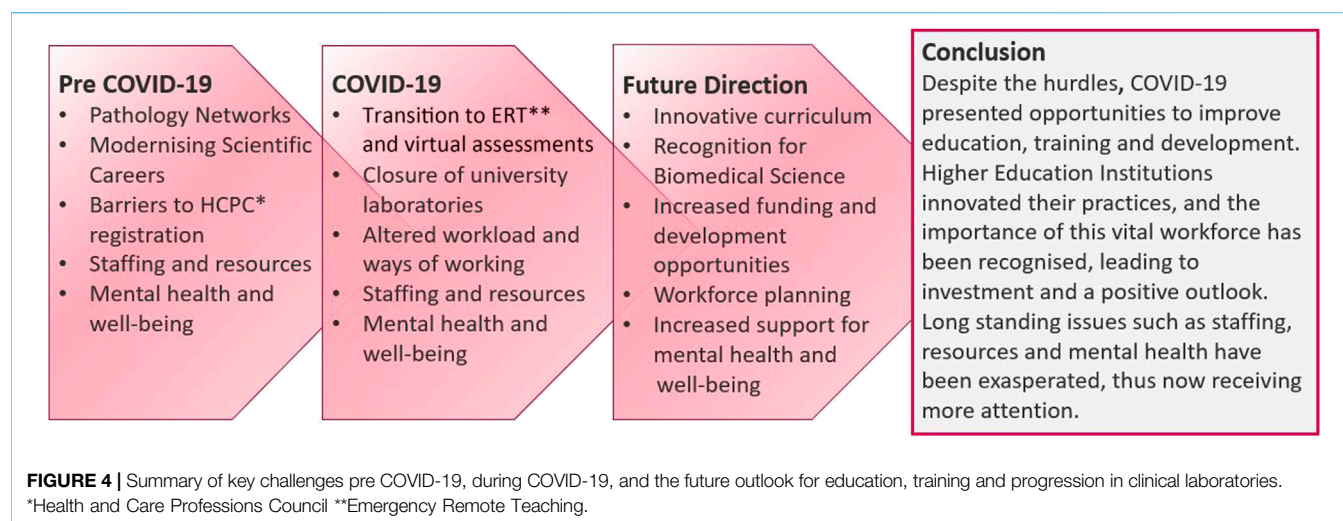 Pre COVID-19
• Pathology Networks
• Modernising Scientific
Careers
• Barriers to HCPC*
registration
• Staffing and resources
• Mental health and
well-being
COVID-19
• Transition to ERT**
and virtual assessments
• Closure of university
laboratories
• Altered workload and
ways of working
• Staffing and resources
• Mental health and
well-being
Future Direction
• Innovative curriculum
• Recognition for
Biomedical Science
• Increased funding and
development
opportunities
• Workforce planning
• Increased support for
mental health and
well-being
Conclusion
Despite the hurdles, COVID-19
presented opportunities to improve
education, training and development.
Higher Education Institutions
innovated their practices, and the
importance of this vital workforce has
been recognised, leading to
investment and a positive outlook.
Long standing issues such as staffing,
resources and mental health have
been exasperated, thus now receiving
more attention.
FIGURE 4 | Summary of key challenges pre COVID-19, during COVID-19, and the future outlook for education, training and progression in clinical laboratories.
*Health and Care Professions Council **Emergency Remote Teaching.